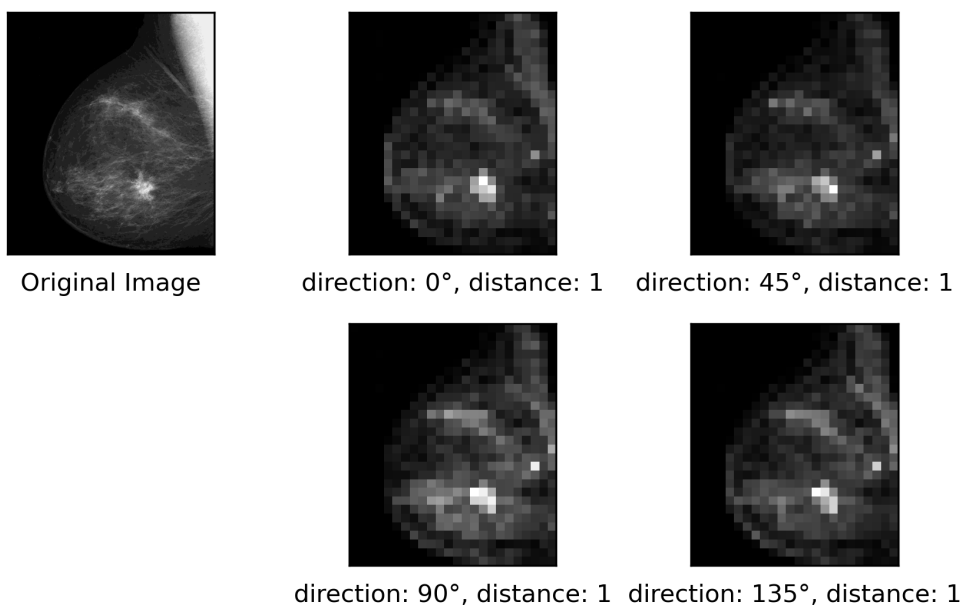 Original Image
direction: 0°, distance: 1
direction: 45°, distance: 1
direction: 90°, distance: 1
direction: 135°, distance: 1